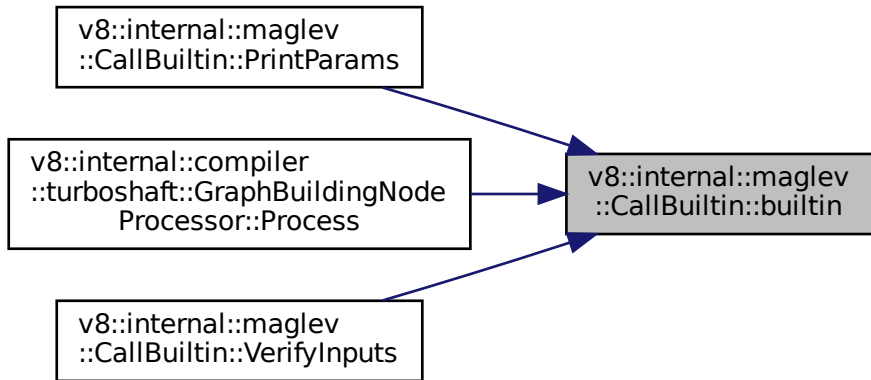 v8::internal::maglev
::CallBuiltin::PrintParams
v8::internal::compiler
::turboshaft::GraphBuildingNode
Processor::Process
v8::internal::maglev
::CallBuiltin::VerifyInputs
v8::internal::maglev
::CallBuiltin::builtin